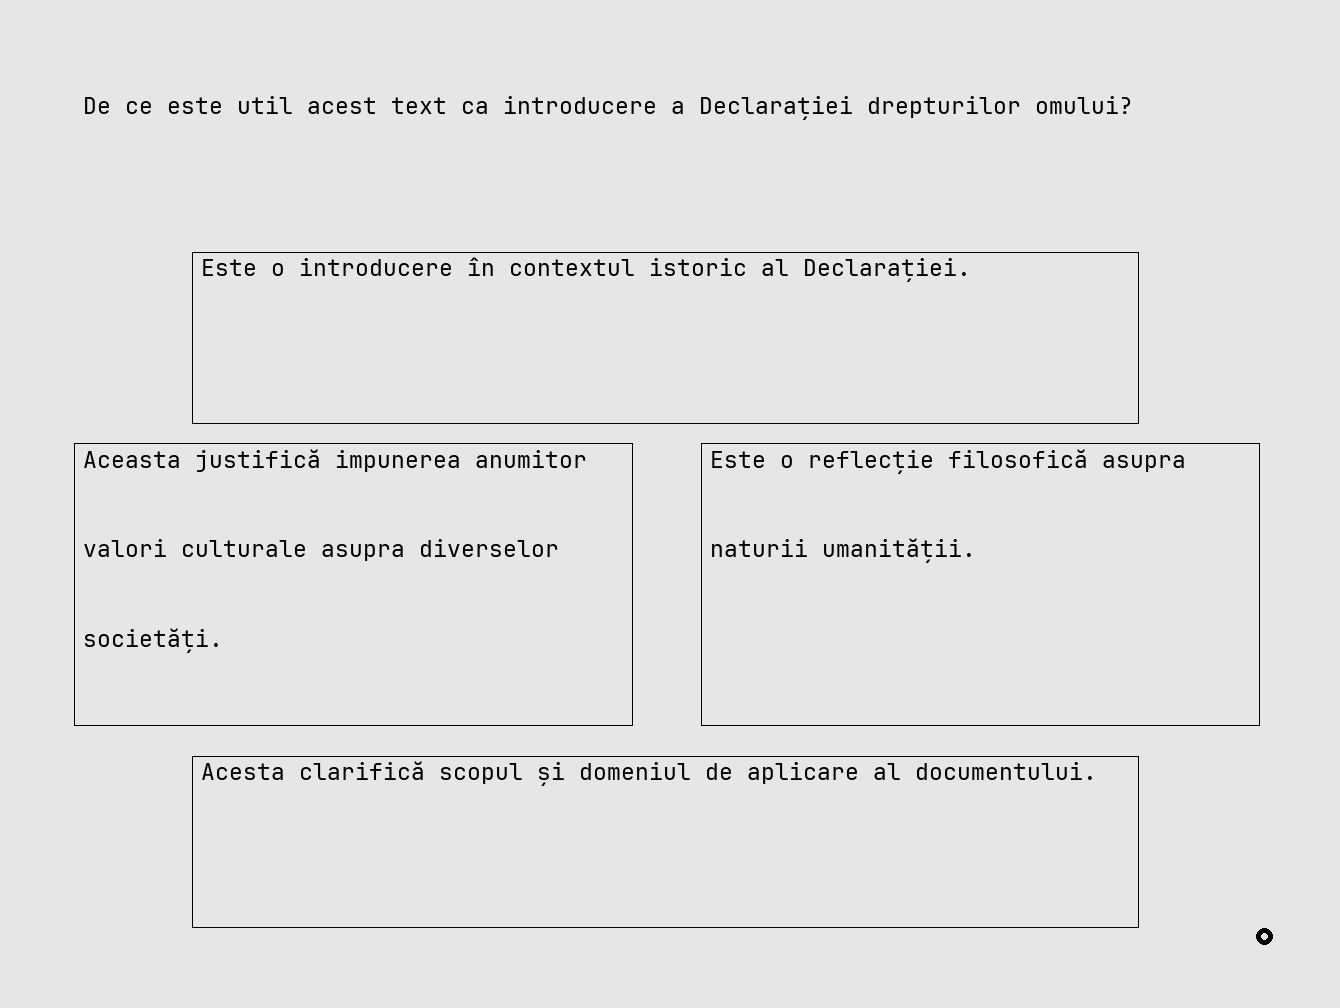 De ce este util acest text ca introducere a Declarației drepturilor omului?
Este o introducere în contextul istoric al Declarației.
Aceasta justifică impunerea anumitor
valori culturale asupra diverselor
societăți.
Este o reflecție filosofică asupra
naturii umanității.
Acesta clarifică scopul și domeniul de aplicare al documentului.